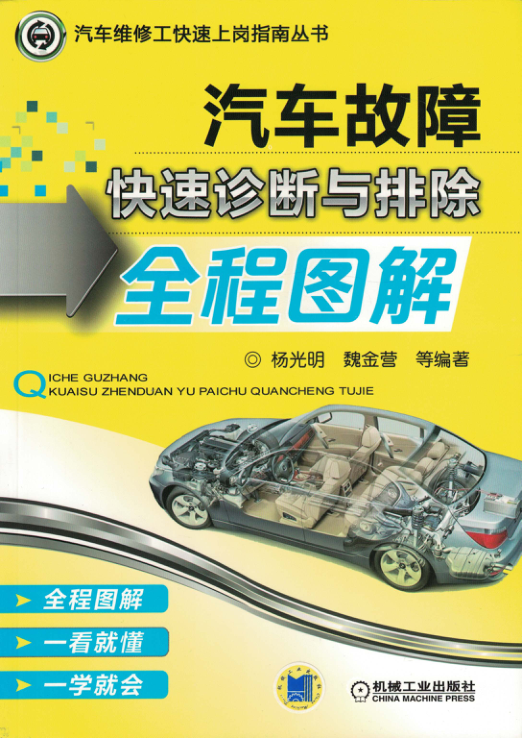 汽车维修工快速上岗指南丛书
汽车故障
快速诊断与排除
全程图解
◎ 杨光明 魏金营 等编著
QICHE GUZHANG
KUAISU ZHENDUAN YU PAICHU QUANCHENG TUJIE
全程图解
一看就懂
一学就会
机械工业出版社
CHINA MACHINE PRESS